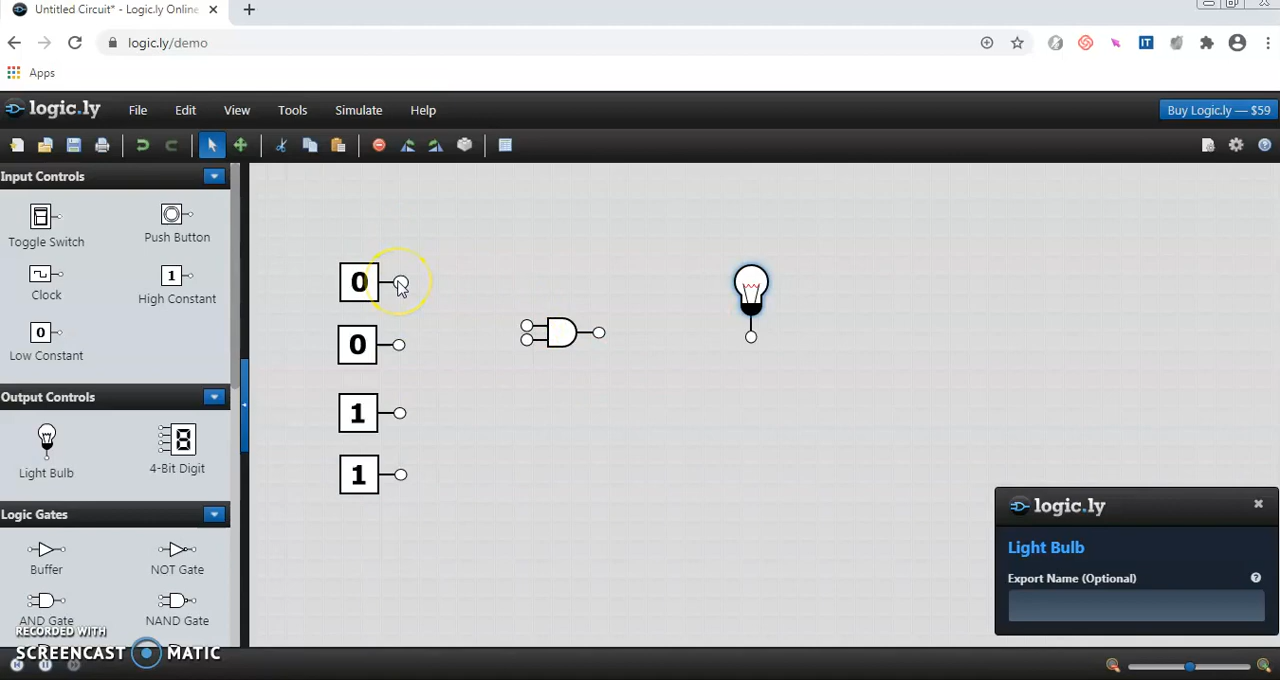 Untitled Circuit* - Logic.ly Online
logic.ly/demo
IT
Apps
logic.ly
File Edit View Tools Simulate Help
Buy Logic.ly — $59
Input Controls
Toggle Switch
Push Button
1
Clock
High Constant
0
Low Constant
Output Controls
8
Light Bulb
4-Bit Digit
Logic Gates
Buffer
NOT Gate
AND Gate
NAND Gate
RECORDED WITH
SCREENCAST MATIC
0
0
1
1
logic.ly
Light Bulb
Export Name (Optional)